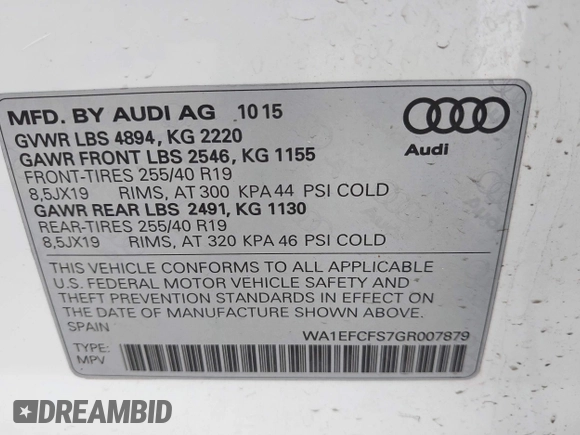 MFD. BY AUDI AG 10 15
GVWR LBS 4894, KG 2220
GAWR FRONT LBS 2546, KG 1155
FRONT-TIRES 255/40 R19
8,5JX19 RIMS, AT 300 KPA 44 PSI COLD
GAWR REAR LBS 2491, KG 1130
REAR-TIRES 255/40 R19
8,5JX19 RIMS, AT 320 KPA 46 PSI COLD
Audi
THIS VEHICLE CONFORMS TO ALL APPLICABLE
U.S. FEDERAL MOTOR VEHICLE SAFETY AND
THEFT PREVENTION STANDARDS IN EFFECT ON
THE DATE OF MANUFACTURE SHOWN ABOVE.
SPAIN
WA1EFCFS7GR007879
TYPE:
MPV
DREAMBID